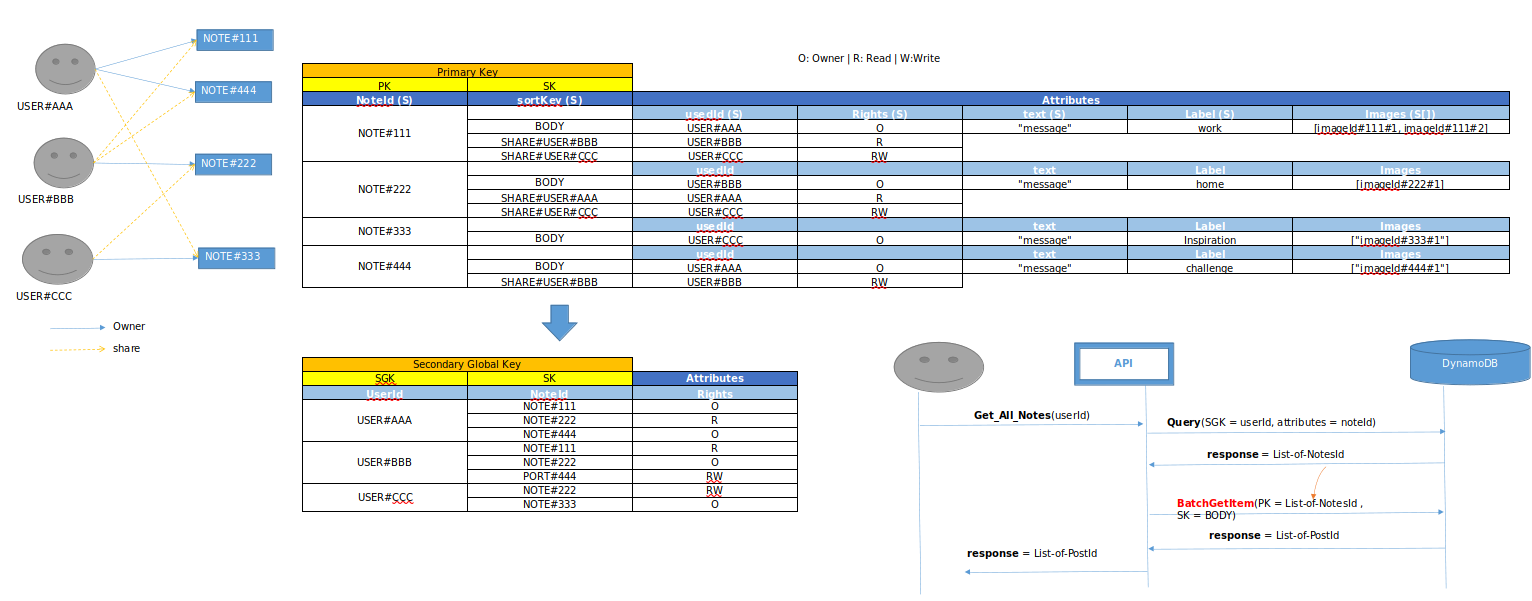 NOTE#111
NOTE#444
NOTE#222
NOTE#333
USER#AAA
USER#BBB
USER#CCC
Owner
share
O: Owner | R: Read | W:Write
Primary Key
PK SK
NoteId (S) sortKey (S) Attributes
usedId (S) Rights (S) text (S) Label (S) Images (S[])
NOTE#111
BODY USER#AAA O "message" work [imageId#111#1, imageId#111#2]
SHARE#USER#BBB USER#BBB R
SHARE#USER#CCC USER#CCC RW
usedId text Label Images
NOTE#222
BODY USER#BBB O "message" home [imageId#222#1]
SHARE#USER#AAA USER#AAA R
SHARE#USER#CCC USER#CCC RW
usedId text Label Images
NOTE#333
BODY USER#CCC O "message" Inspiration ["imageId#333#1"]
usedId text Label Images
NOTE#444
BODY USER#AAA O "message" challenge ["imageId#444#1"]
SHARE#USER#BBB USER#BBB RW
Secondary Global Key
SGK SK Attributes
UserId NoteId Rights
USER#AAA
NOTE#111 O
NOTE#222 R
NOTE#444 O
USER#BBB
NOTE#111 R
NOTE#222 O
PORT#444 RW
USER#CCC
NOTE#222 RW
NOTE#333 O
API
DynamoDB
Get_All_Notes(userId)
Query(SGK = userId, attributes = noteId)
response = List-of-NotesId
BatchGetItem(PK = List-of-NotesId ,
SK = BODY)
response = List-of-PostId
response = List-of-PostId